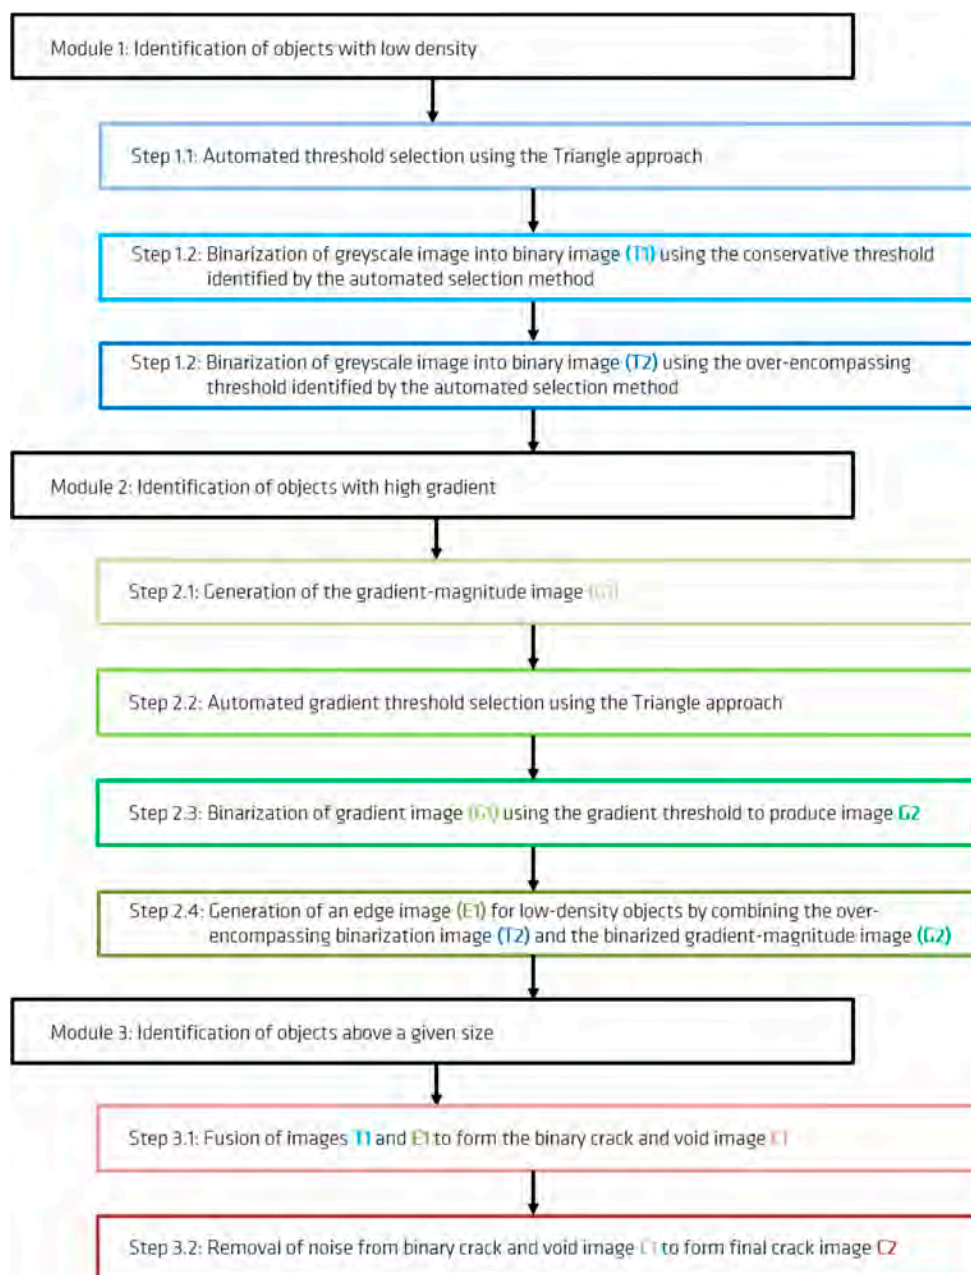 Module 1: Identification of objects with low density
Step 1.1: Automated threshold selection using the Triangle approach
Step 1.2: Binarization of greyscale image into binary image (T1) using the conservative threshold
identified by the automated selection method
Step 1.2: Binarization of greyscale image into binary image (T2) using the over-encompassing
threshold identified by the automated selection method
Module 2: Identification of objects with high gradient
Step 2.1: Generation of the gradient-magnitude image (G1)
Step 2.2: Automated gradient threshold selection using the Triangle approach
Step 2.3: Binarization of gradient image (G1) using the gradient threshold to produce image G2
Step 2.4: Generation of an edge image (E1) for low-density objects by combining the over-
encompassing binarization image (T2) and the binarized gradient-magnitude image (G2)
Module 3: Identification of objects above a given size
Step 3.1: Fusion of images T1 and E1 to form the binary crack and void image C1
Step 3.2: Removal of noise from binary crack and void image C1 to form final crack image C2